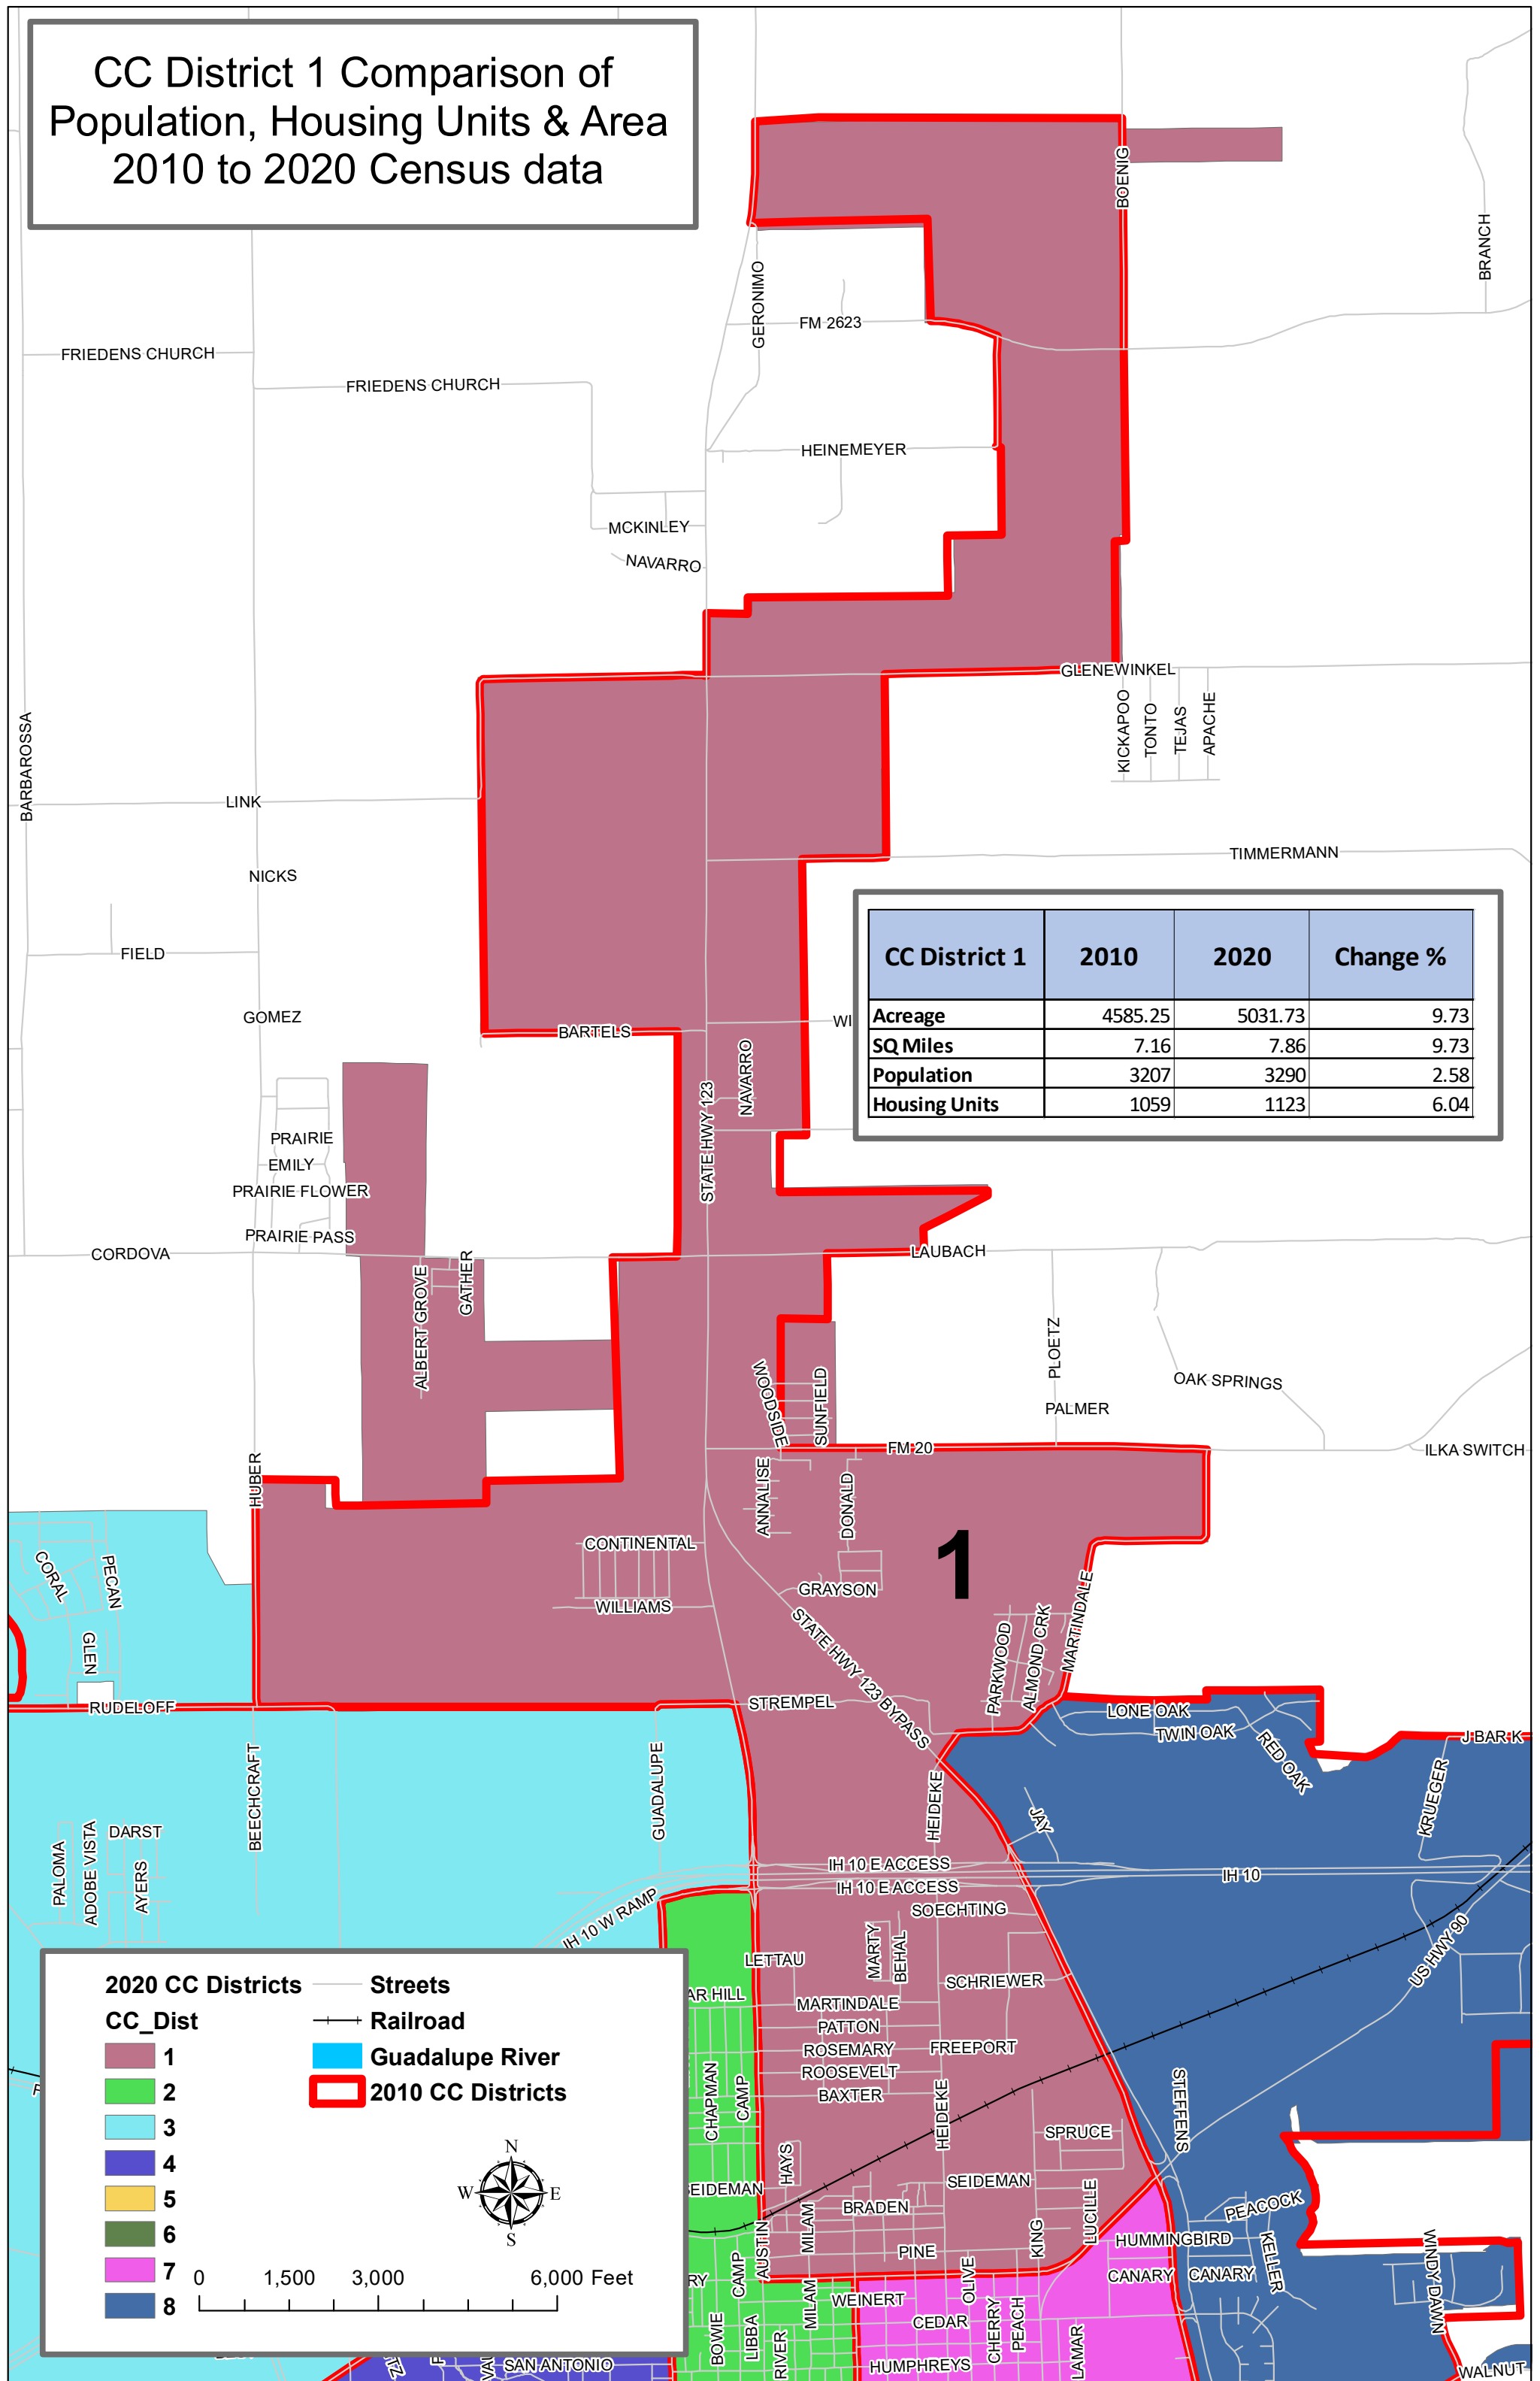 CC District 1 Comparison of
Population, Housing Units & Area
2010 to 2020 Census data
BOENIG
BRANCH
GERONIMO
FM 2623
FRIEDENS CHURCH
FRIEDENS CHURCH
HEINEMEYER
MCKINLEY
NAVARRO
GLENEWINKEL
KICKAPOO
TONTO
TEJAS
APACHE
BARBAROSSA
LINK
TIMMERMANN
NICKS
FIELD
GOMEZ
BARTELS
WI
NAVARRO
STATE HWY 123
CC District 1 2010 2020 Change %
Acreage 4585.25 5031.73 9.73
SQ Miles 7.16 7.86 9.73
Population 3207 3290 2.58
Housing Units 1059 1123 6.04
PRAIRIE
EMILY
PRAIRIE FLOWER
PRAIRIE PASS
CORDOVA
LAUBACH
ALBERT GROVE
GATHER
WOODSIDE
SUNFIELD
PLOETZ
OAK SPRINGS
PALMER
FM 20
ILKA SWITCH
HUBER
ANNALISE
DONALD
1
CONTINENTAL
GRAYSON
WILLIAMS
CORAL
PECAN
GLEN
STATE HWY 123 BYPASS
PARKWOOD
ALMOND CRK
MARTINDALE
RUDELOFF
STREMPEL
LONE OAK
TWIN OAK
RED OAK
J BAR K
KRUEGER
BEECHCRAFT
GUADALUPE
HEIDEKE
JAY
DARST
PALOMA
ADOBE VISTA
AYERS
IH 10 E ACCESS
IH 10
IH 10 E ACCESS
IH 10 W RAMP
SOECHTING
US HWY 90
LETTAU
MARTY
BEHAL
SCHRIEWER
AR HILL
MARTINDALE
PATTON
ROSEMARY
FREEPORT
ROOSEVELT
BAXTER
CHAPMAN
CAMP
HEIDEKE
STEFFENS
SPRUCE
HAYS
EIDEMAN
SEIDEMAN
BRADEN
MILAM
AUSTIN
PINE
KING
LUCILLE
PEACOCK
HUMMINGBIRD
KELLER
CANARY
CANARY
WINDY DAWN
RY
CAMP
OLIVE
WEINERT
MILAM
CEDAR
CHERRY
PEACH
BOWIE
LIBBA
RIVER
LAMAR
HUMPHREYS
SAN ANTONIO
WALNUT
2020 CC Districts
CC_Dist
1
2
3
4
5
6
7
8
Streets
Railroad
Guadalupe River
2010 CC Districts
N
W E
S
0 1,500 3,000 6,000 Feet